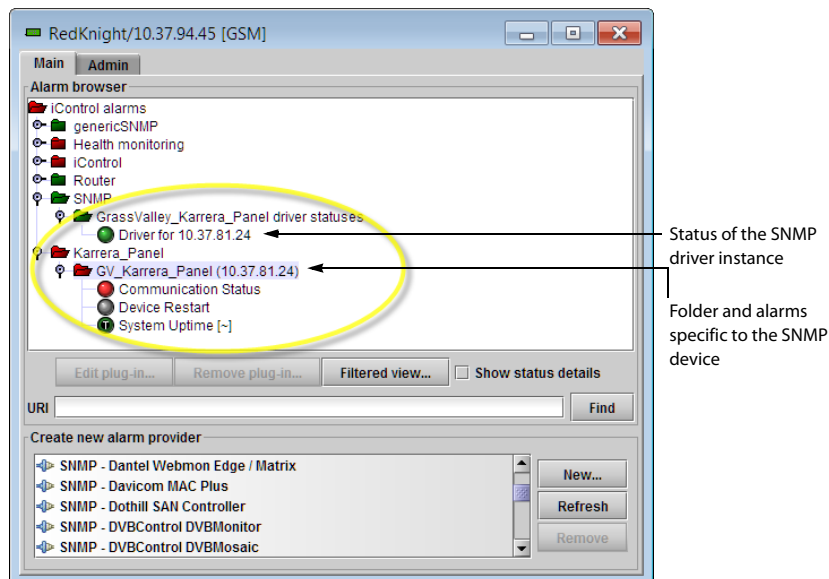 RedKnight/10.37.94.45 [GSM]
Main Admin
Alarm browser
iControl alarms
genericSNMP
Health monitoring
iControl
Router
SNMP
GrassValley_Karrera_Panel driver statuses
Driver for 10.37.81.24
Karrera_Panel
GV_Karrera_Panel (10.37.81.24)
Communication Status
Device Restart
T System Uptime [~]
Status of the SNMP
driver instance
Folder and alarms
specific to the SNMP
device
Edit plug-in... Remove plug-in... Filtered view... Show status details
URI Find
Create new alarm provider
SNMP - Dantel Webmon Edge / Matrix
SNMP - Davicom MAC Plus
SNMP - Dothill SAN Controller
SNMP - DVBControl DVBMonitor
SNMP - DVBControl DVBMosaic
New...
Refresh
Remove